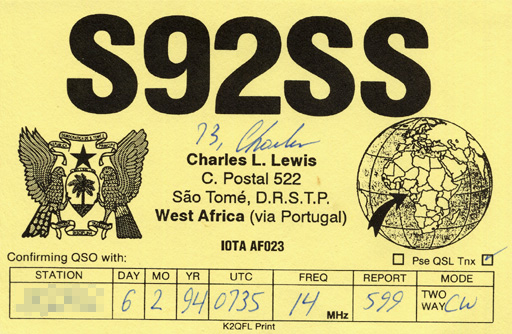 S92SS
73, Charles
Charles L. Lewis
C. Postal 522
São Tomé, D.R.S.T.P.
West Africa (via Portugal)
IOTA AF023
Confirming QSO with:
Pse QSL Tnx
STATION DAY MO YR UTC FREQ REPORT MODE
6 2 94 0735 14 MHz 599 TWO WAY CW
K2QFL Print